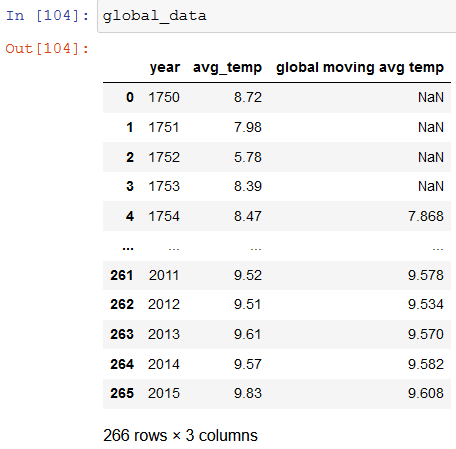 In [104]: global_data
Out[104]:
year avg_temp global moving avg temp
0 1750 8.72 NaN
1 1751 7.98 NaN
2 1752 5.78 NaN
3 1753 8.39 NaN
4 1754 8.47 7.868
... ... ... ...
261 2011 9.52 9.578
262 2012 9.51 9.534
263 2013 9.61 9.570
264 2014 9.57 9.582
265 2015 9.83 9.608
266 rows × 3 columns